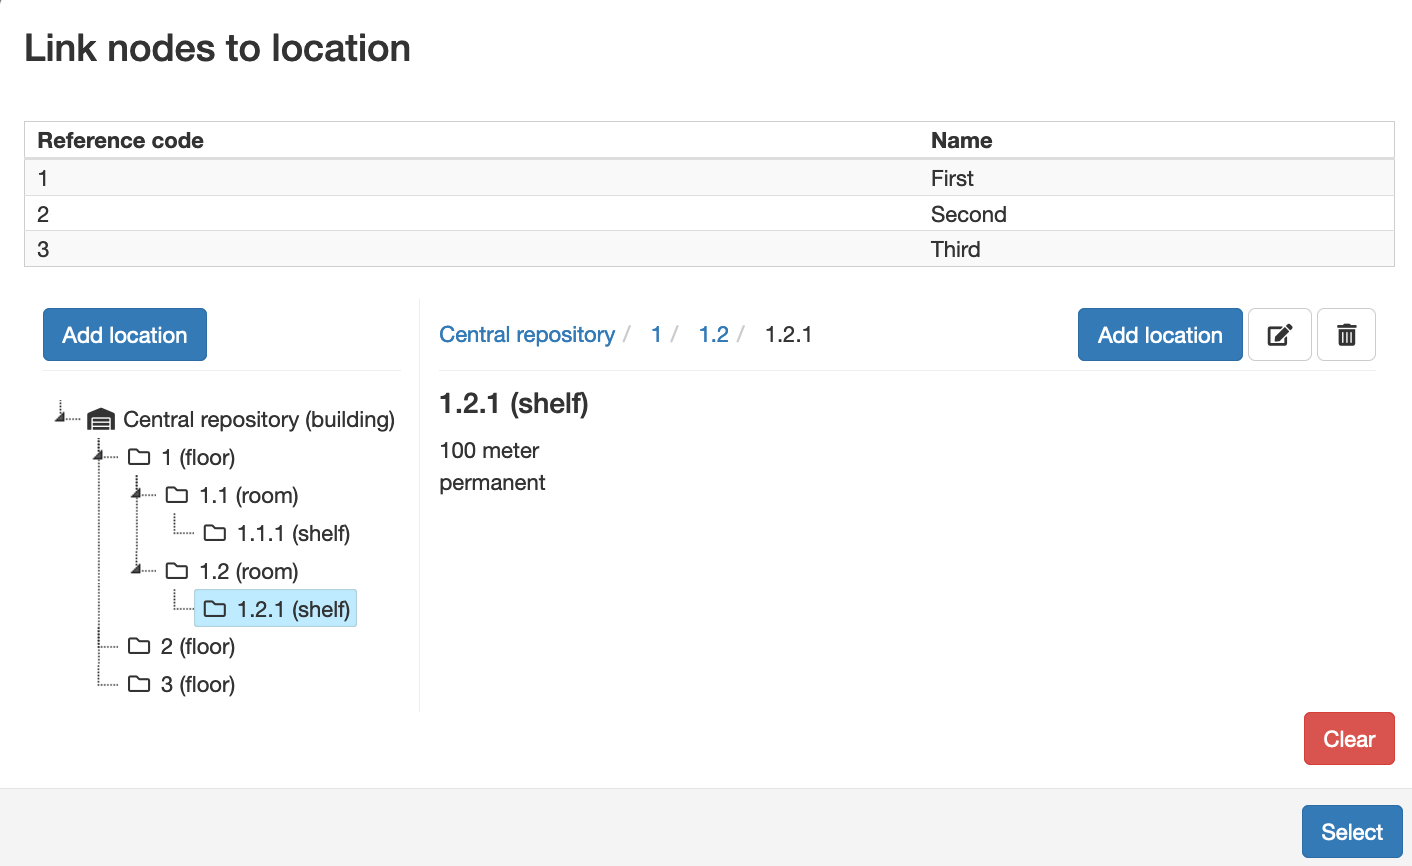 Link nodes to location
Reference code Name
1 First
2 Second
3 Third
Add location
Central repository / 1 / 1.2 / 1.2.1
Add location
Central repository (building)
1 (floor)
1.1 (room)
1.1.1 (shelf)
1.2 (room)
1.2.1 (shelf)
2 (floor)
3 (floor)
1.2.1 (shelf)
100 meter
permanent
Clear
Select